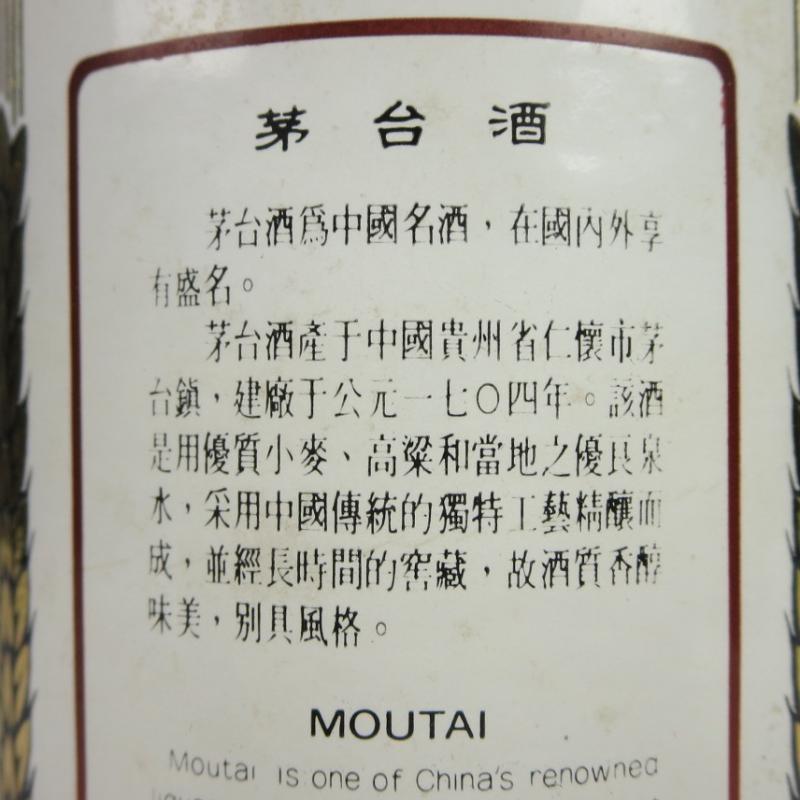 茅台酒
茅台酒爲中國名酒，在國內外享
有盛名。
茅台酒產于中國貴州省仁懷市茅
台鎮，建廠于公元一七〇四年。該酒
是用優質小麥、高粱和當地之優良泉
水，采用中國傳統的獨特工藝精釀而
成，並經長時間的窖藏，故酒質香醇
味美，別具風格。
MOUTAI
Moutai is one of China's renowned